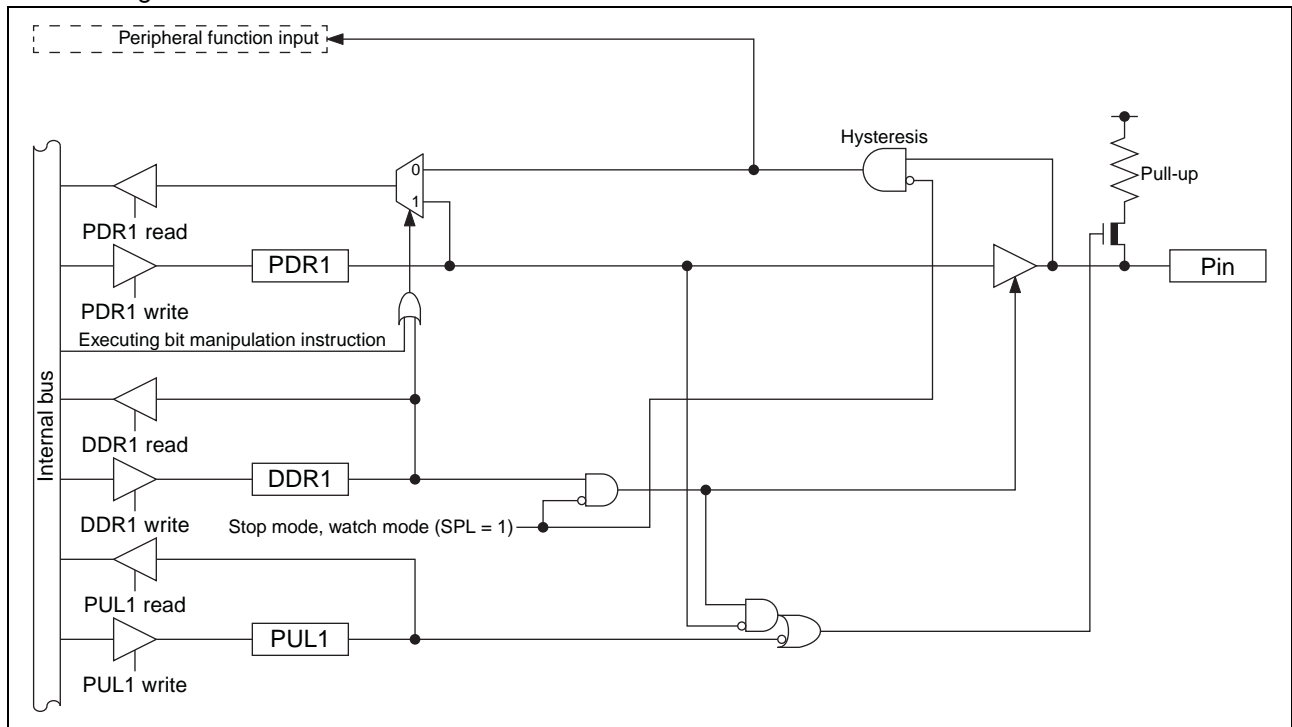 Peripheral function input
Hysteresis
0
Pull-up
1
PDR1 read
PDR1
Pin
PDR1 write
Executing bit manipulation instruction
Internal bus
DDR1 read
DDR1
Stop mode, watch mode (SPL = 1)
DDR1 write
PUL1 read
PUL1
PUL1 write